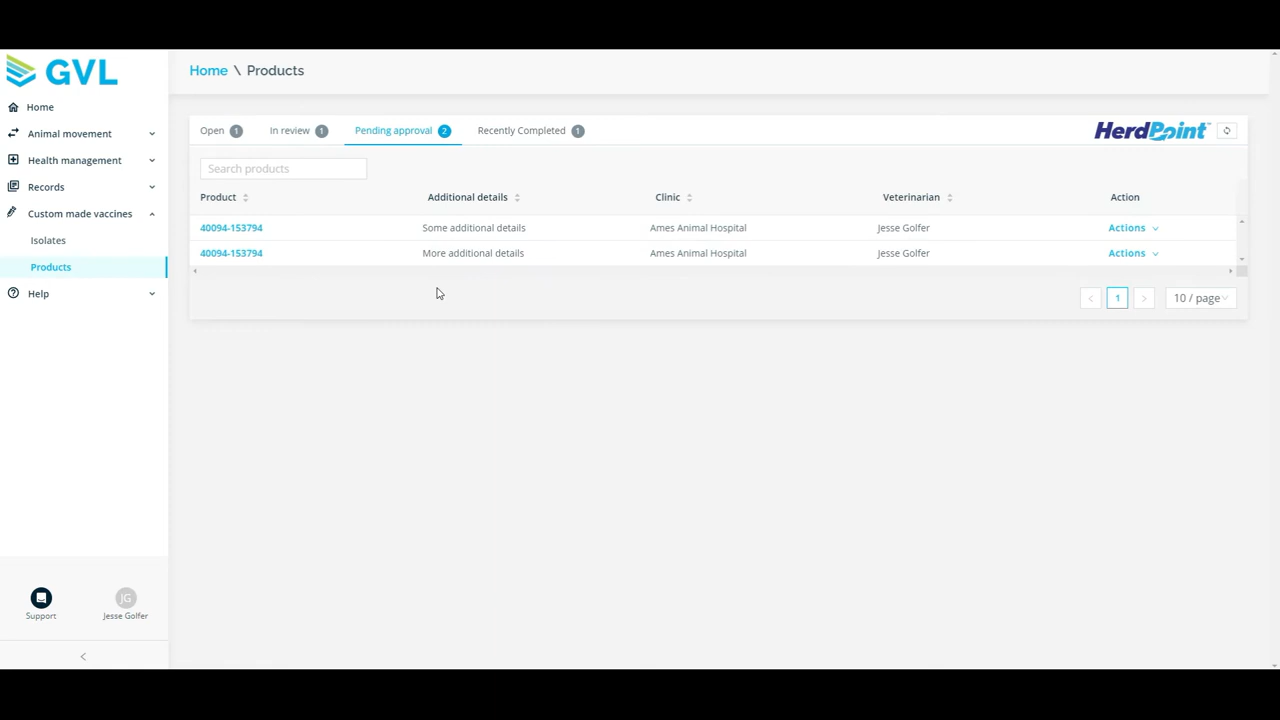 GVL
Home \ Products
Home
Animal movement
Health management
Records
Custom made vaccines
Isolates
Products
Help
Open 1 In review 1 Pending approval 2 Recently Completed 1 HerdPoint™
Search products
Product Additional details Clinic Veterinarian Action
40094-153794 Some additional details Ames Animal Hospital Jesse Golfer Actions
40094-153794 More additional details Ames Animal Hospital Jesse Golfer Actions
< 1 > 10 / page
JG
Support Jesse Golfer
<